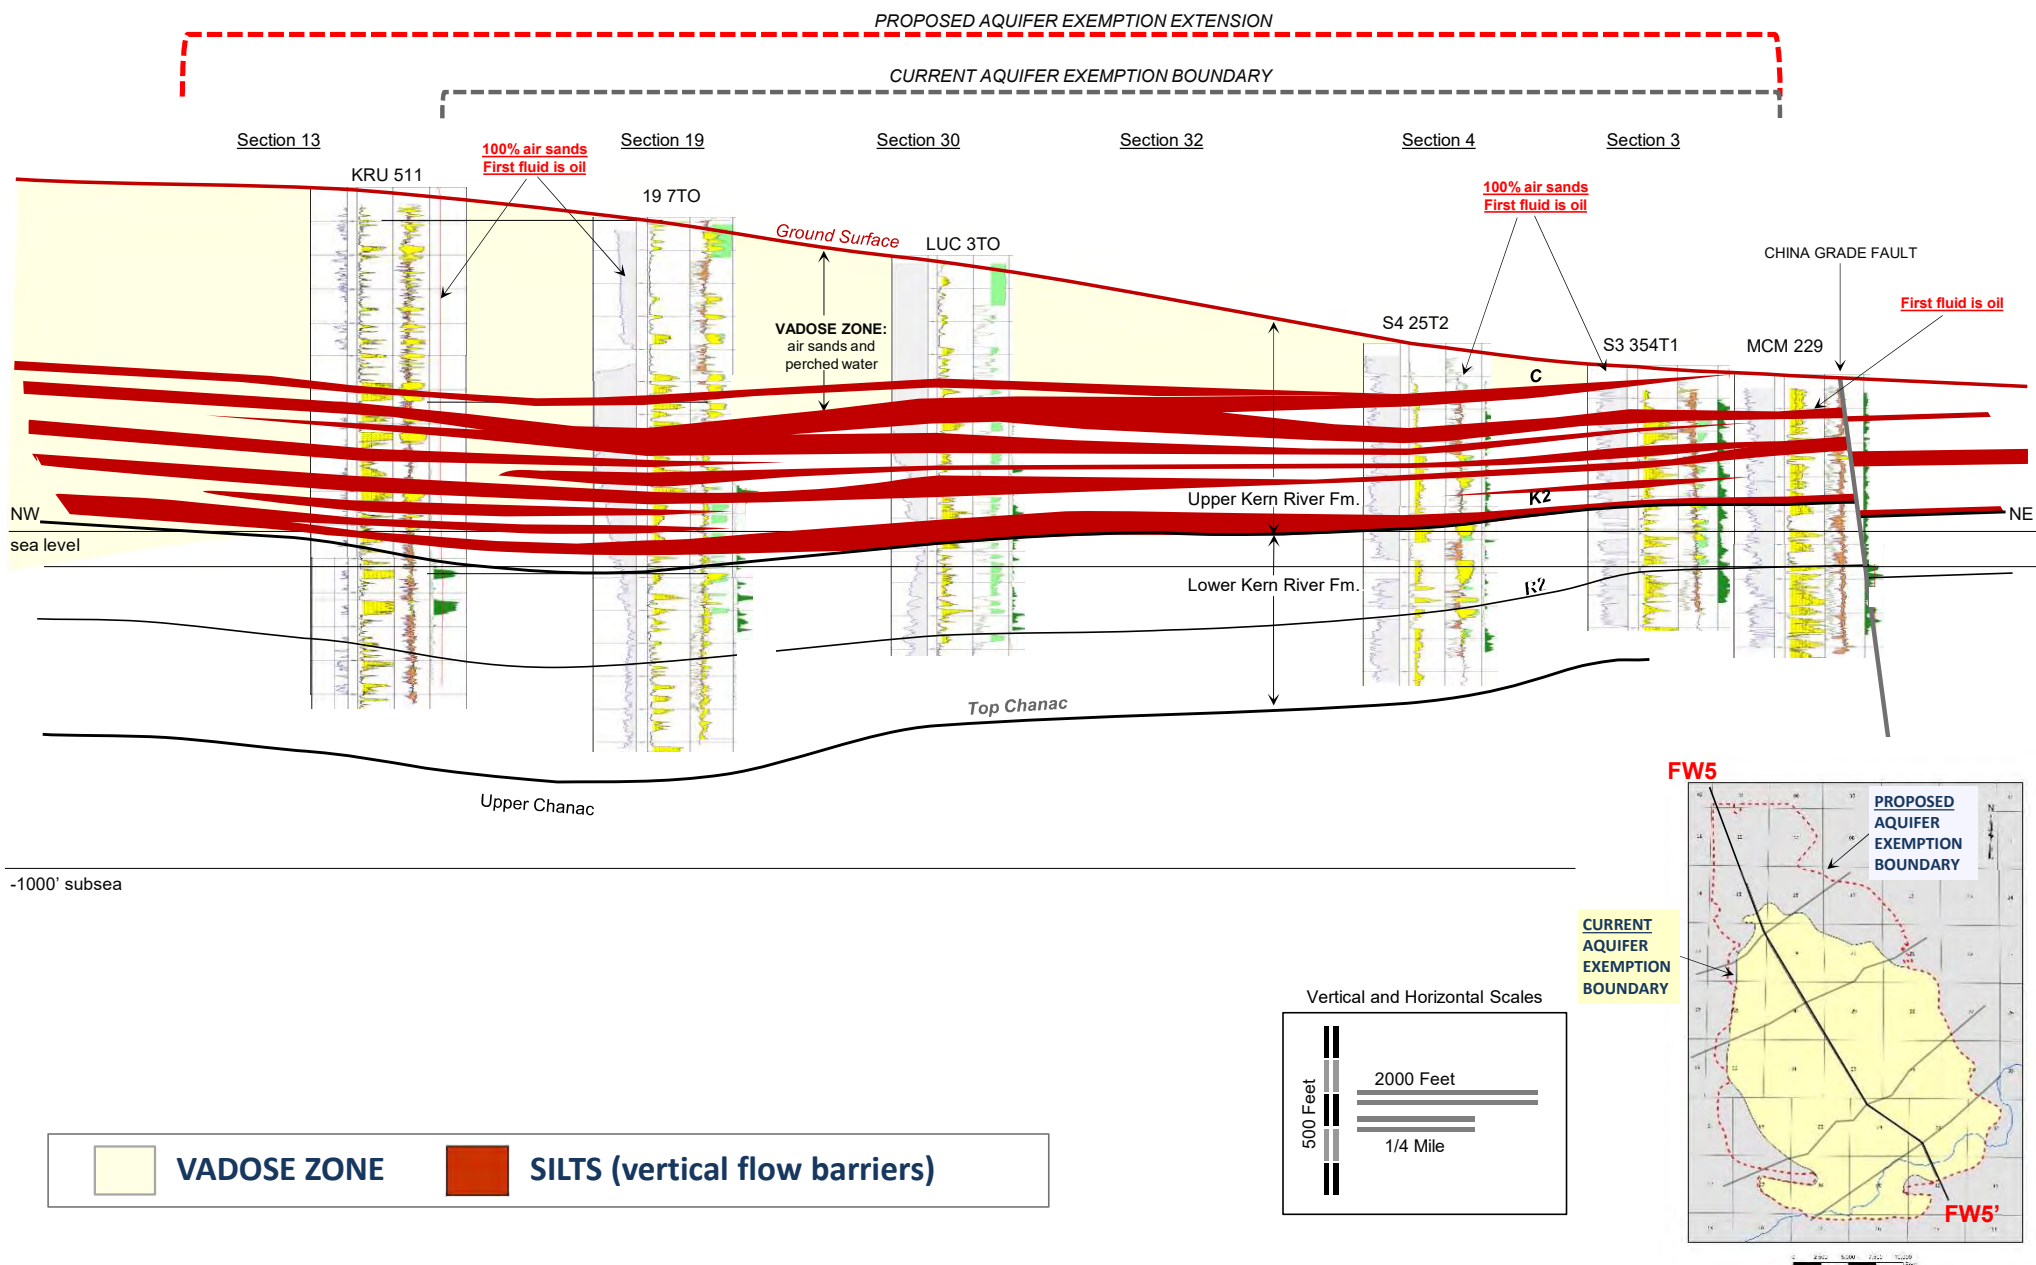 PROPOSED AQUIFER EXEMPTION EXTENSION
CURRENT AQUIFER EXEMPTION BOUNDARY
Section 13
Section 19
Section 30
Section 32
Section 4
Section 3
100% air sands
First fluid is oil
KRU 511
19 7TO
Ground Surface
LUC 3TO
100% air sands
First fluid is oil
CHINA GRADE FAULT
First fluid is oil
S4 25T2
S3 354T1
MCM 229
VADOSE ZONE:
air sands and
perched water
C
NW
sea level
Upper Kern River Fm.
K2
NE
Lower Kern River Fm.
R2
Top Chanac
Upper Chanac
-1000’ subsea
FW5
PROPOSED
AQUIFER
EXEMPTION
BOUNDARY
N
CURRENT
AQUIFER
EXEMPTION
BOUNDARY
FW5’
Vertical and Horizontal Scales
500 Feet
2000 Feet
1/4 Mile
VADOSE ZONE
SILTS (vertical flow barriers)